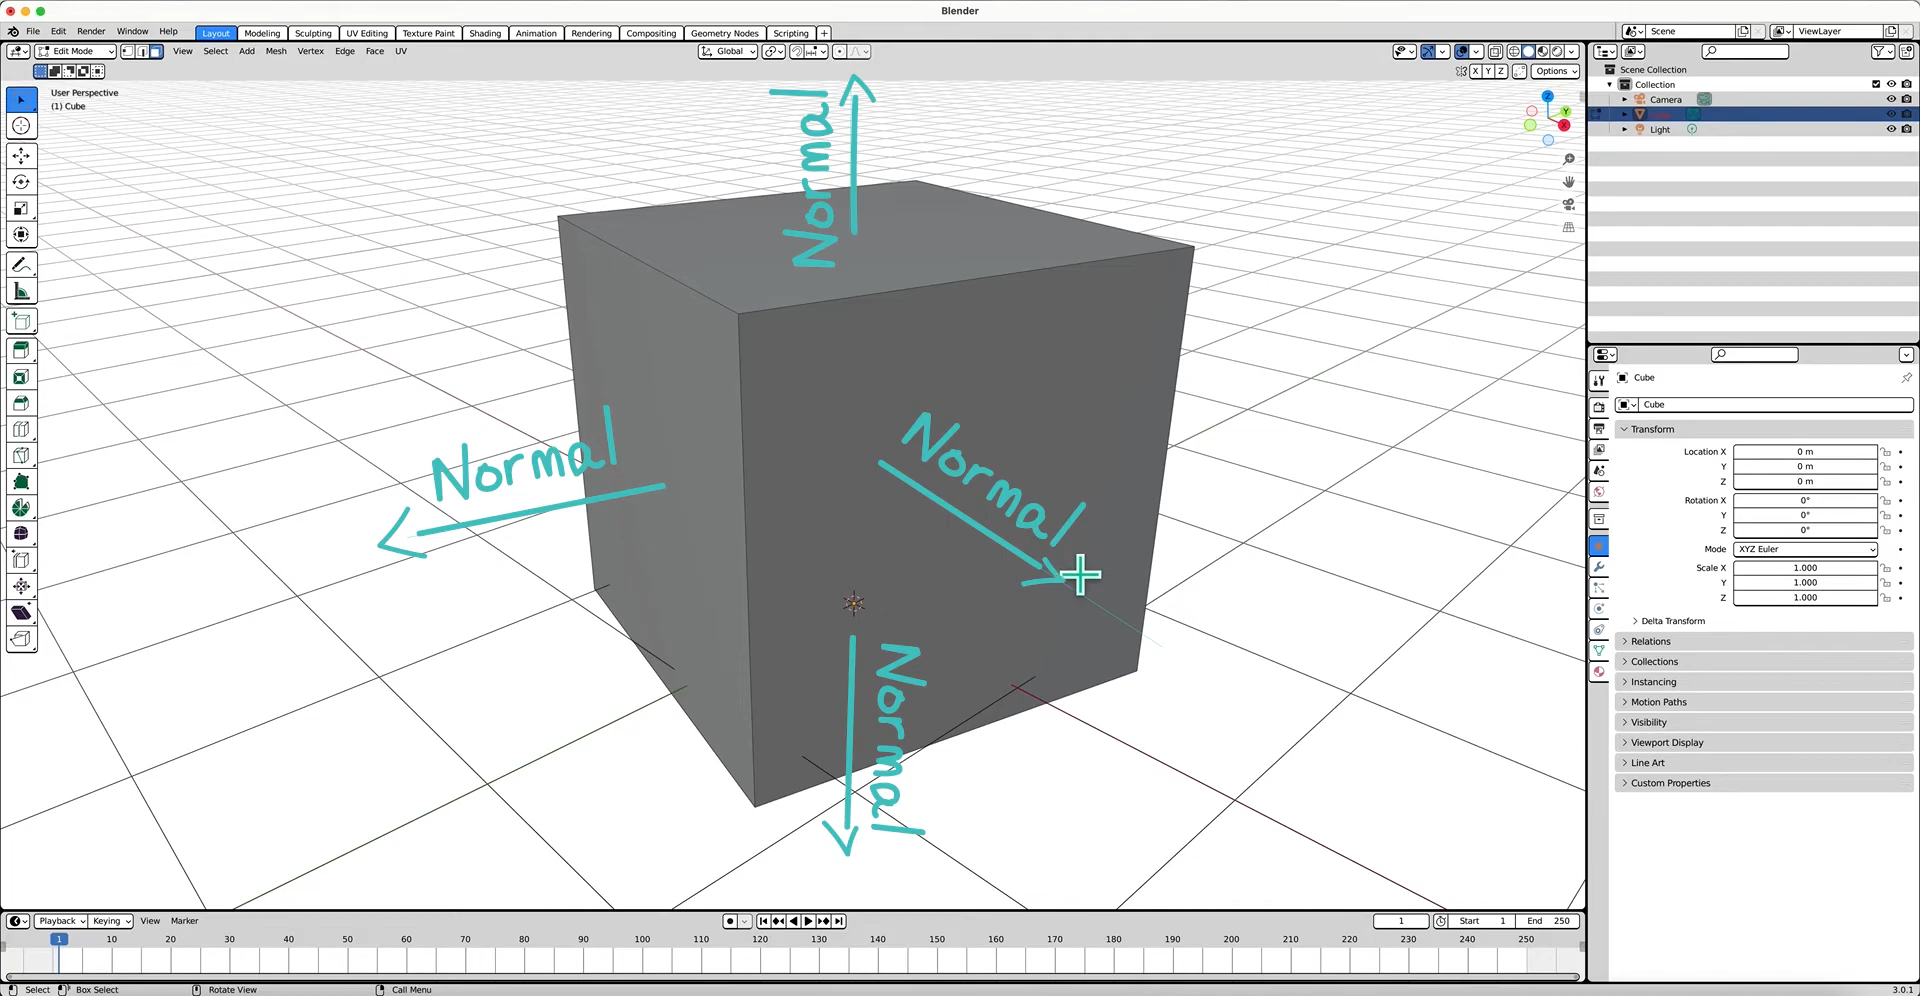 Blender
File Edit Render Window Help Layout Modeling Sculpting UV Editing Texture Paint Shading Animation Rendering Compositing Geometry Nodes Scripting + Scene ViewLayer
Edit Mode View Select Add Mesh Vertex Edge Face UV Global
X Y Z Options
User Perspective
(1) Cube
Z
Y
X
Normal
Normal
Normal
Normal
Scene Collection
Collection
Camera
Light
Cube
Cube
Transform
Location X 0 m
Y 0 m
Z 0 m
Rotation X 0°
Y 0°
Z 0°
Mode XYZ Euler
Scale X 1.000
Y 1.000
Z 1.000
Delta Transform
Relations
Collections
Instancing
Motion Paths
Visibility
Viewport Display
Line Art
Custom Properties
Playback Keying View Marker 1 Start 1 End 250
1 10 20 30 40 50 60 70 80 90 100 110 120 130 140 150 160 170 180 190 200 210 220 230 240 250
Select Box Select Rotate View Call Menu 3.0.1